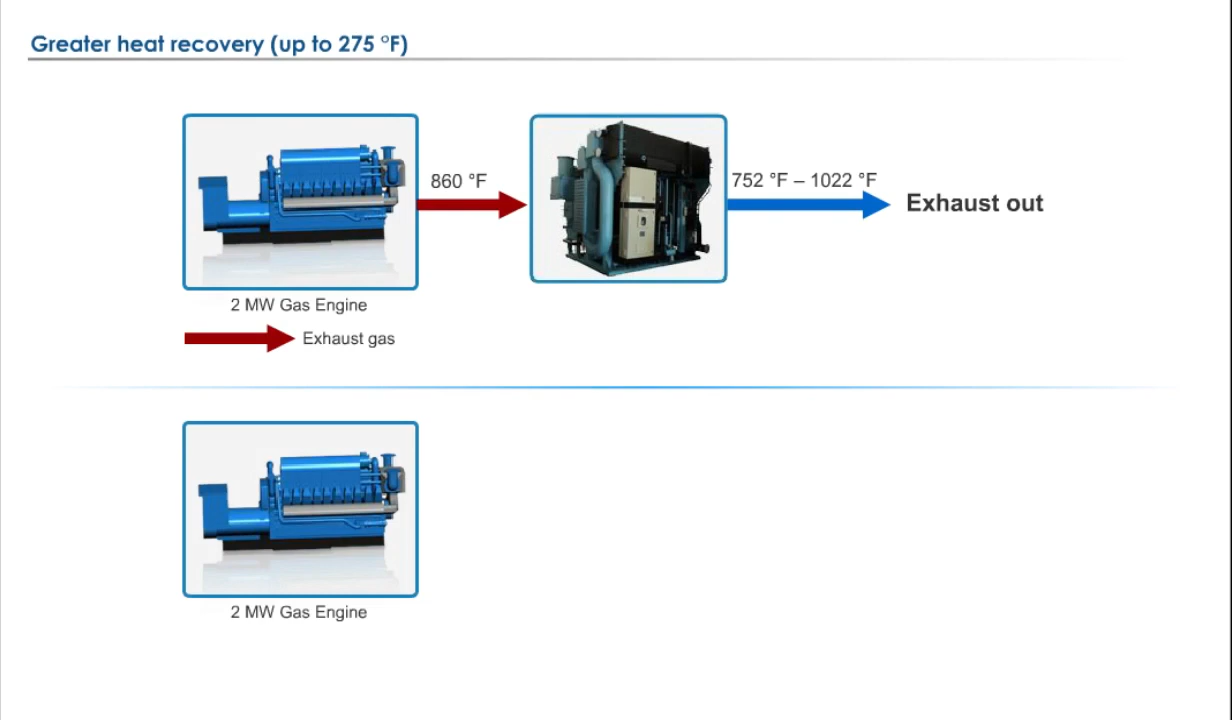 Greater heat recovery (up to 275 °F)
860 °F
752 °F – 1022 °F
Exhaust out
2 MW Gas Engine
Exhaust gas
2 MW Gas Engine